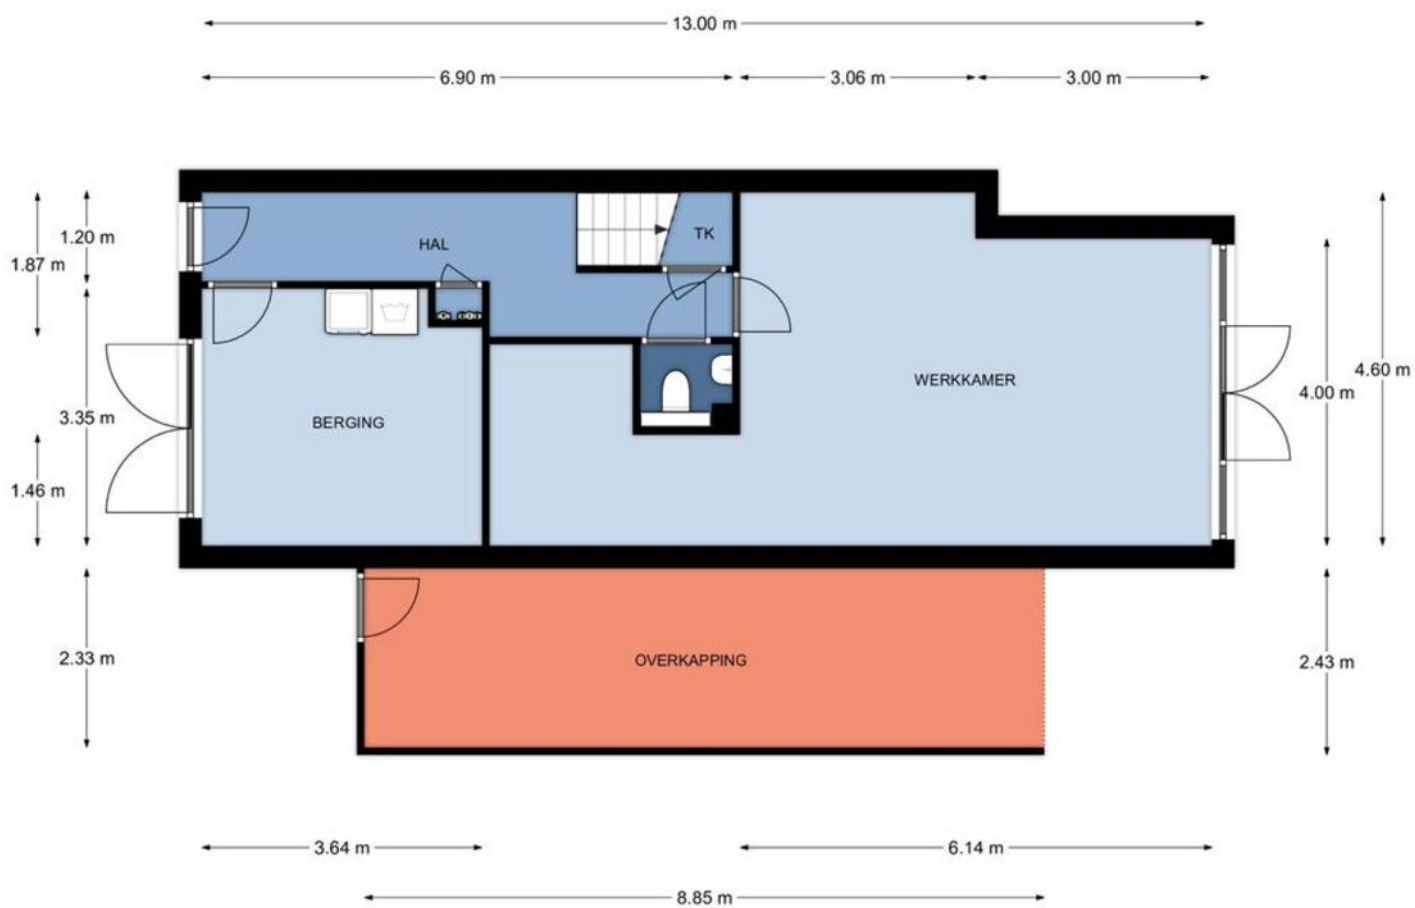 13.00 m
6.90 m
3.06 m
3.00 m
1.20 m
1.87 m
HAL
TK
WERKKAMER
4.60 m
4.00 m
3.35 m
BERGING
1.46 m
2.33 m
OVERKAPPING
2.43 m
3.64 m
6.14 m
8.85 m